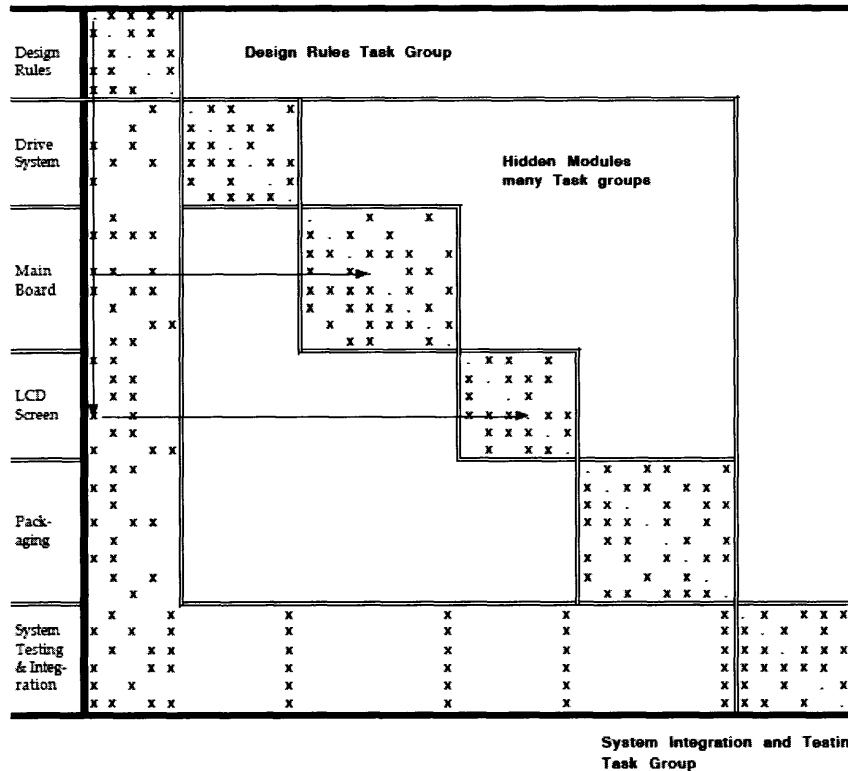 Design
Rules
Design Rules Task Group
Drive
System
Hidden Modules
many Task groups
Main
Board
LCD
Screen
Pack-
aging
System
Testing
& Integ-
ration
System Integration and Testin
Task Group